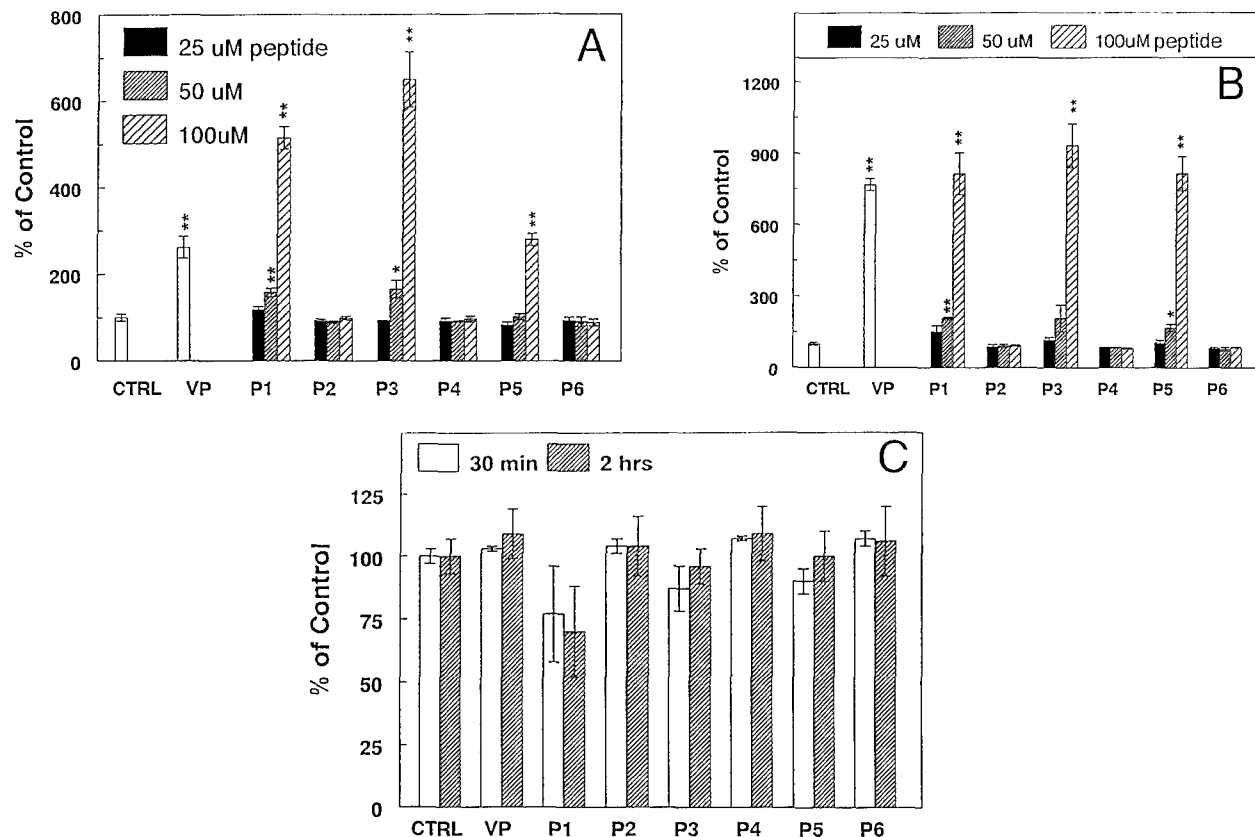 A
25 uM peptide
50 uM
100uM
% of Control
800
600
400
200
0
**
**
**
*
**
**
CTRL VP P1 P2 P3 P4 P5 P6
B
25 uM 50 uM 100uM peptide
% of Control
1200
900
600
300
0
**
**
**
**
*
**
CTRL VP P1 P2 P3 P4 P5 P6
C
30 min 2 hrs
% of Control
125
100
75
50
25
0
CTRL VP P1 P2 P3 P4 P5 P6